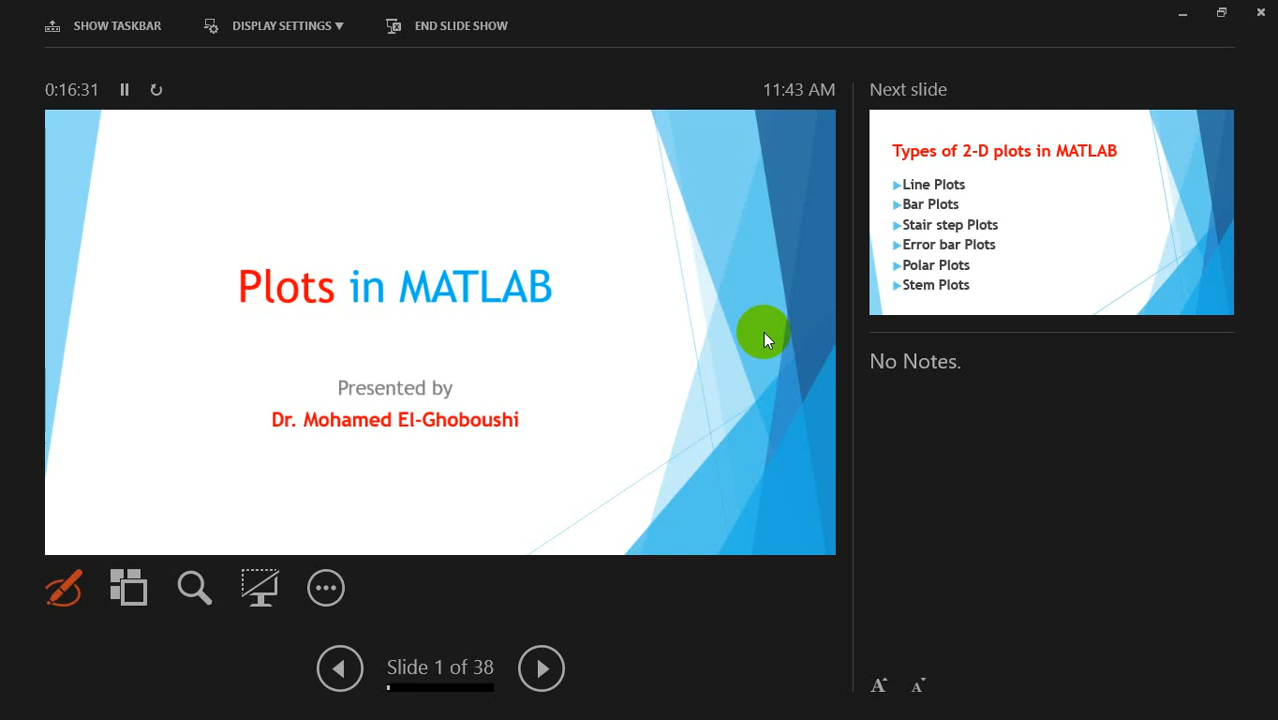 SHOW TASKBAR
DISPLAY SETTINGS ▼
END SLIDE SHOW
0:16:31
11:43 AM
Plots in MATLAB
Presented by
Dr. Mohamed El-Ghoboushi
Slide 1 of 38
Next slide
Types of 2-D plots in MATLAB
Line Plots
Bar Plots
Stair step Plots
Error bar Plots
Polar Plots
Stem Plots
No Notes.
A A